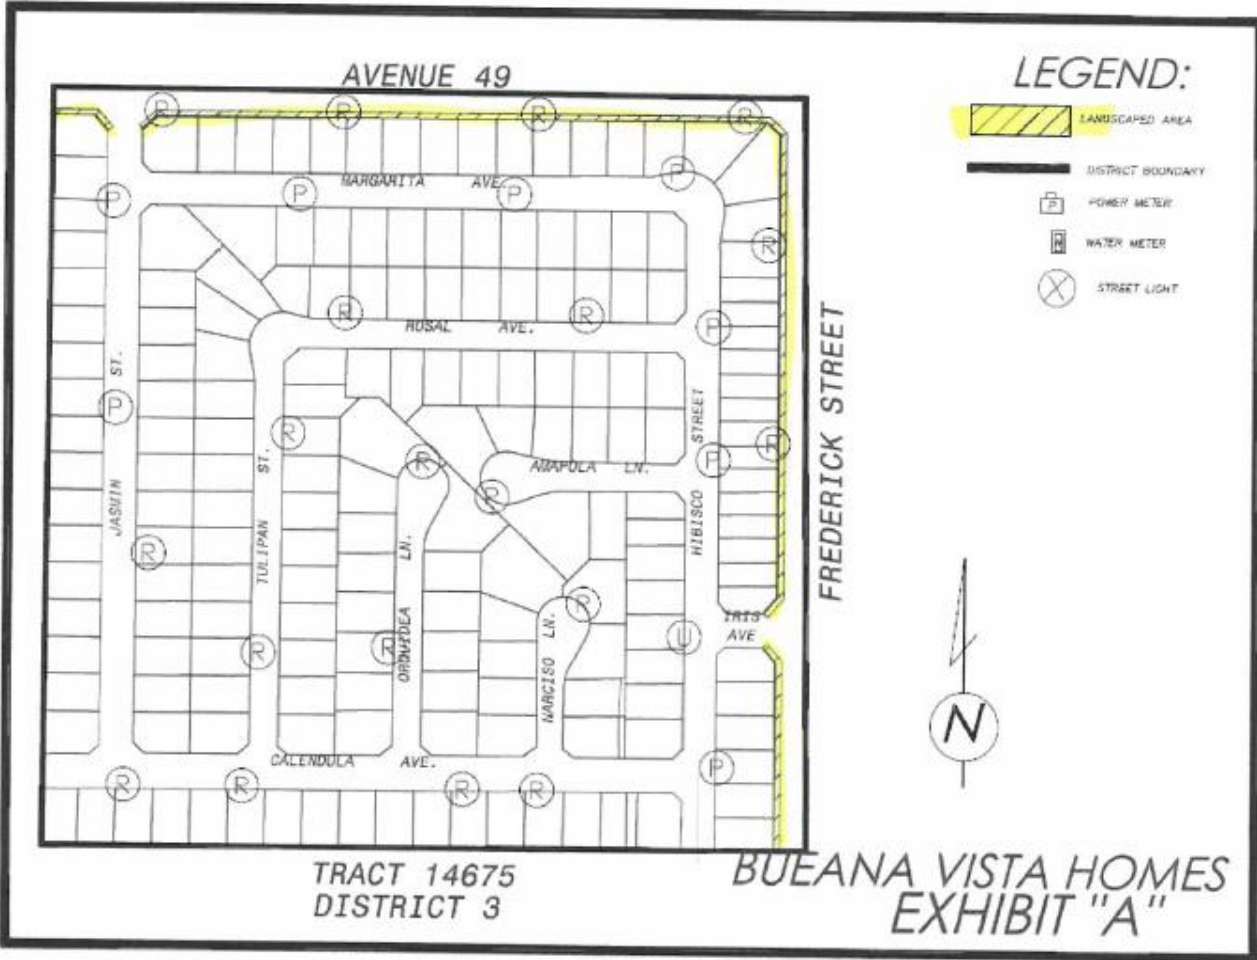 AVENUE 49
LEGEND:
LANDSCAPED AREA
DISTRICT BOUNDARY
P POWER METER
WATER METER
X STREET LIGHT
R R R R
MARGARITA AVE.
P P P P
R
ROSAL AVE.
R R P
FREDERICK STREET
JASMIN ST.
P
TULIPAN ST.
R
ORQUIDEA LN.
R
AMAPOLA LN.
P
HIBISCO STREET
P R
R
NARCISO LN.
R
IRIS
AVE
U
R R
N
CALENDULA AVE.
P
R R R R
TRACT 14675
DISTRICT 3
BUEANA VISTA HOMES
EXHIBIT "A"